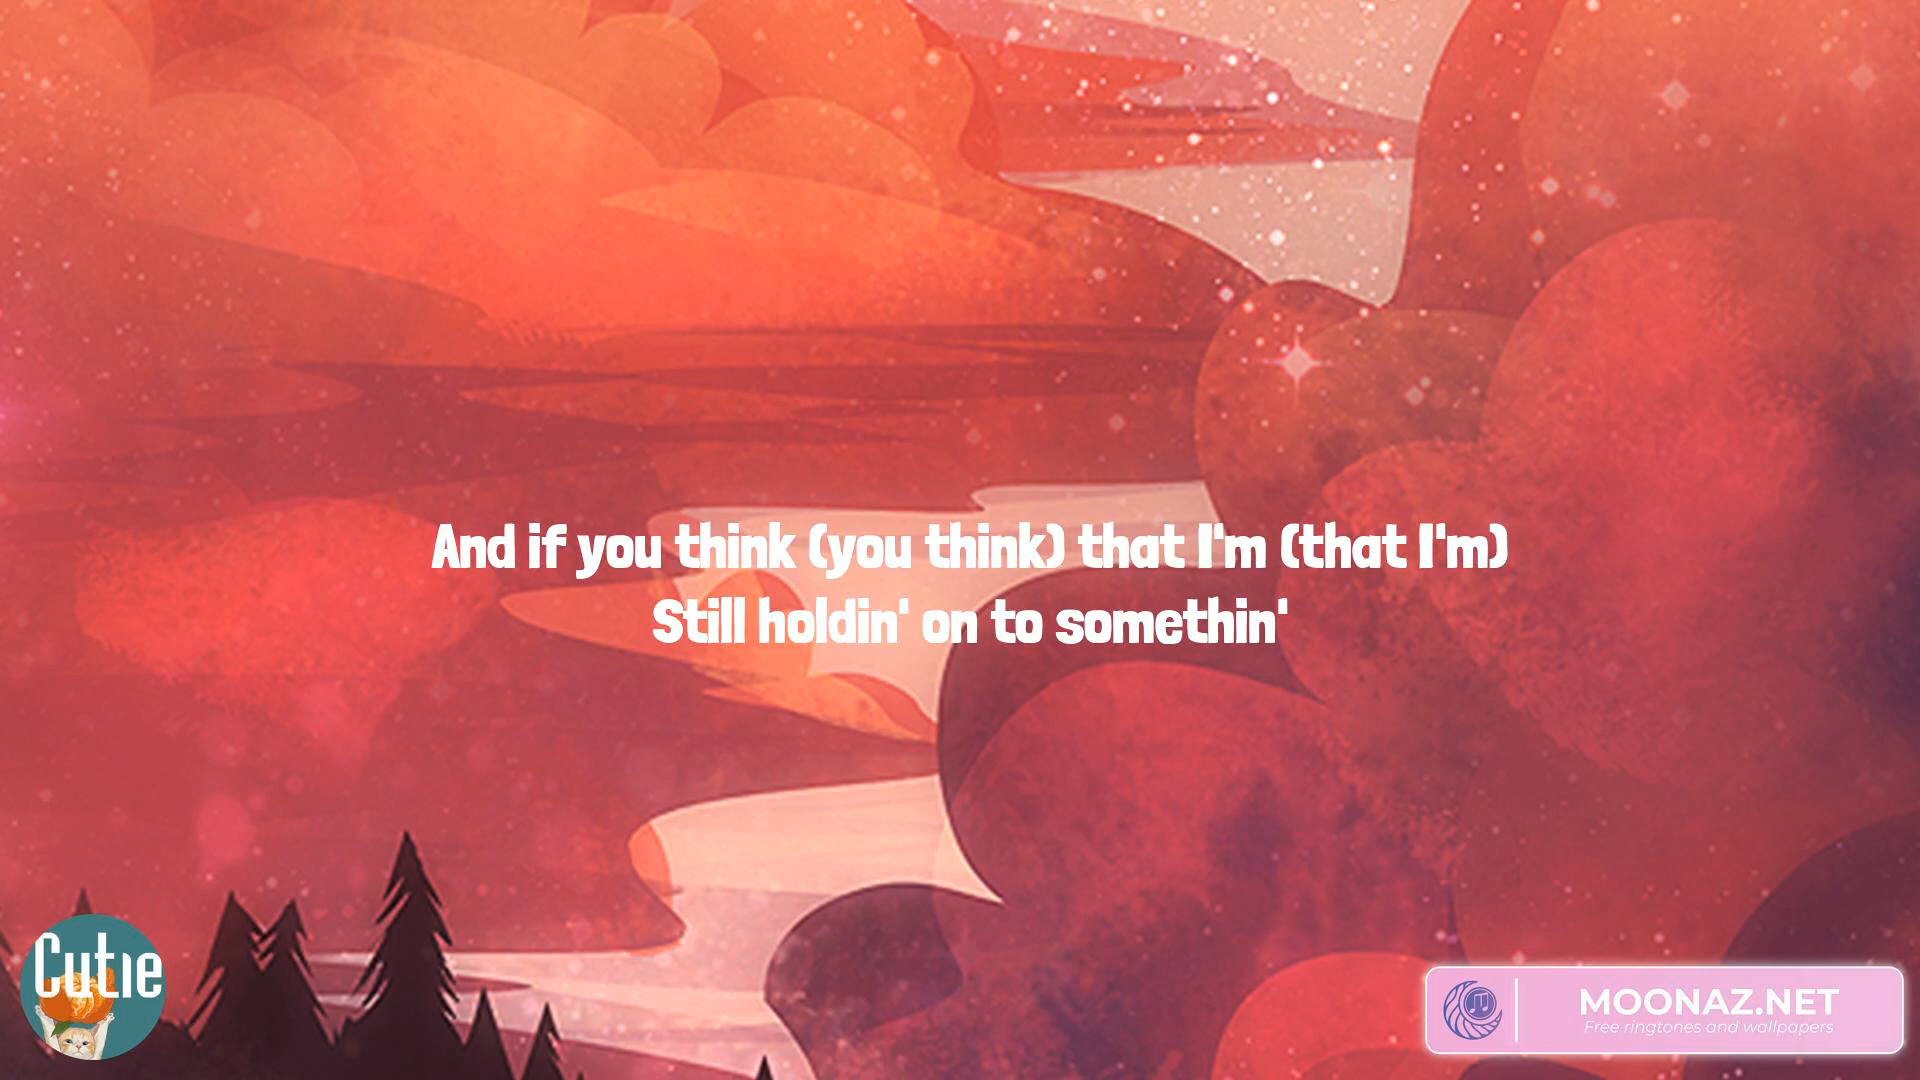 And if you think (you think) that I'm (that I'm)
Still holdin' on to somethin'
Cutie
MOONAZ.NET
Free ringtones and wallpapers